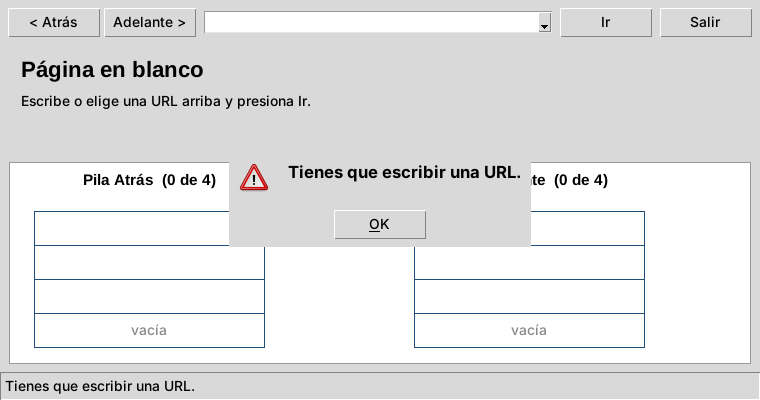 < Atrás
Adelante >
Ir
Salir
Página en blanco
Escribe o elige una URL arriba y presiona Ir.
Pila Atrás  (0 de 4)
(0 de 4)
Tienes que escribir una URL.
OK
vacía
vacía
Tienes que escribir una URL.